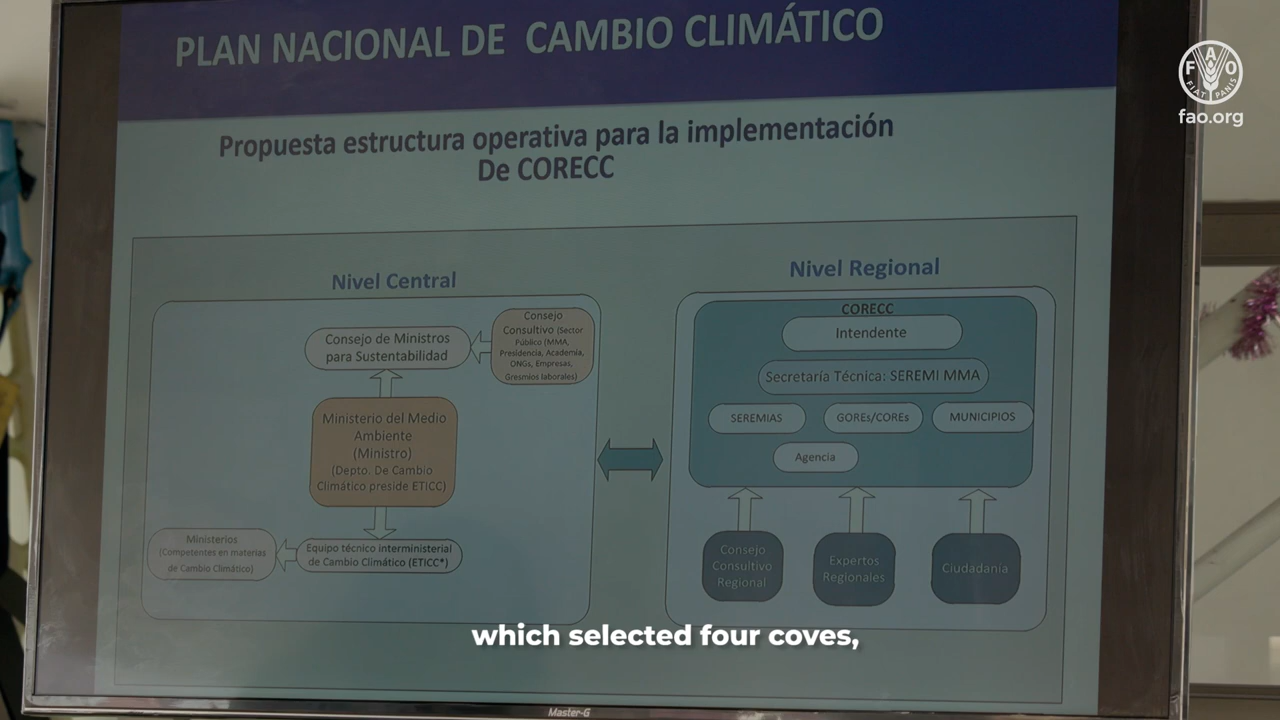 PLAN NACIONAL DE CAMBIO CLIMÁTICO
F A O
FIAT PANIS
fao.org
Propuesta estructura operativa para la implementación
De CORECC
Nivel Central
Nivel Regional
Consejo de Ministros
para Sustentabilidad
Consejo
Consultivo (Sector
Público (MMA,
Presidencia, Academia,
ONGs, Empresas,
Gresmios laborales)
Ministerio del Medio
Ambiente
(Ministro)
(Depto. De Cambio
Climático preside ETICC)
Ministerios
(Competentes en materias
de Cambio Climático)
Equipo técnico interministerial
de Cambio Climático (ETICC*)
CORECC
Intendente
Secretaría Técnica: SEREMI MMA
SEREMIAS
GOREs/COREs
MUNICIPIOS
Agencia
Consejo
Consultivo
Regional
Expertos
Regionales
Ciudadanía
which selected four coves,
Master-G